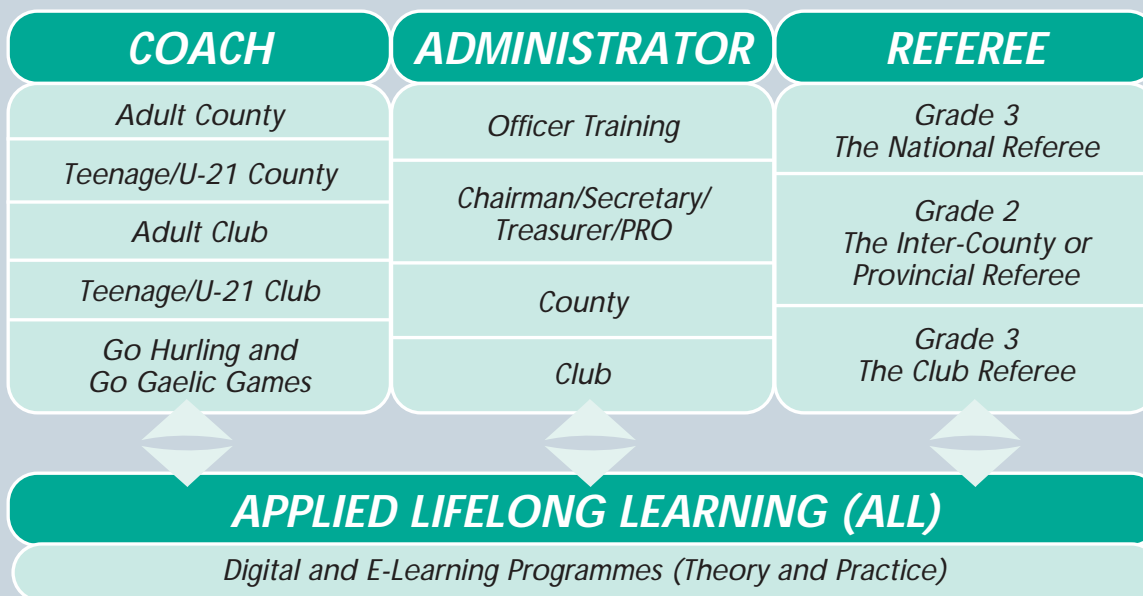 COACH
Adult County
Teenage/U-21 County
Adult Club
Teenage/U-21 Club
Go Hurling and
Go Gaelic Games
ADMINISTRATOR
Officer Training
Chairman/Secretary/
Treasurer/PRO
County
Club
REFEREE
Grade 3
The National Referee
Grade 2
The Inter-County or
Provincial Referee
Grade 3
The Club Referee
APPLIED LIFELONG LEARNING (ALL)
Digital and E-Learning Programmes (Theory and Practice)